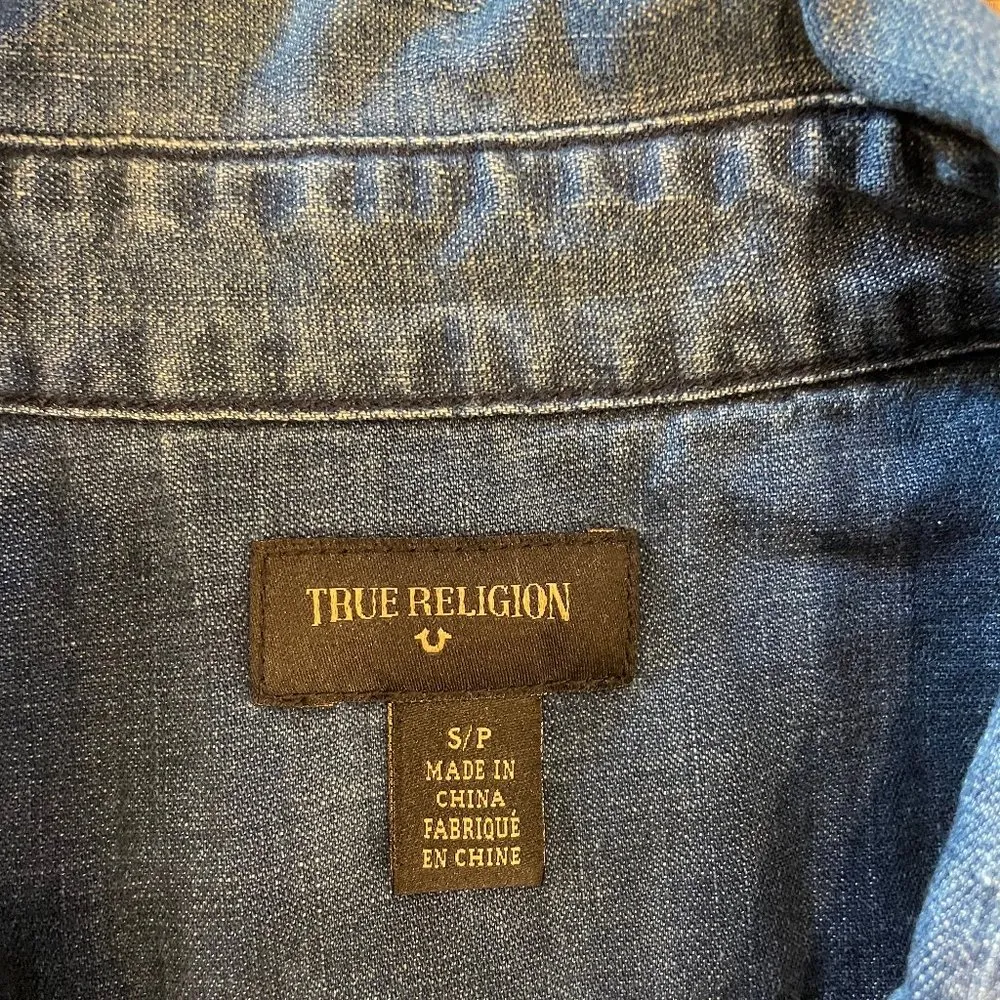 TRUE RELIGION
S/P
MADE IN
CHINA
FABRIQUÉ
EN CHINE